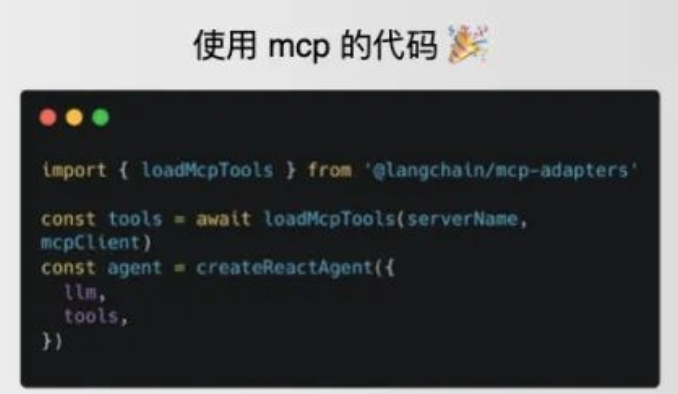 使用 mcp 的代码 🎉
import { loadMcpTools } from '@langchain/mcp-adapters'
const tools = await loadMcpTools(serverName,
mcpClient)
const agent = createReactAgent({
  llm,
  tools,
})